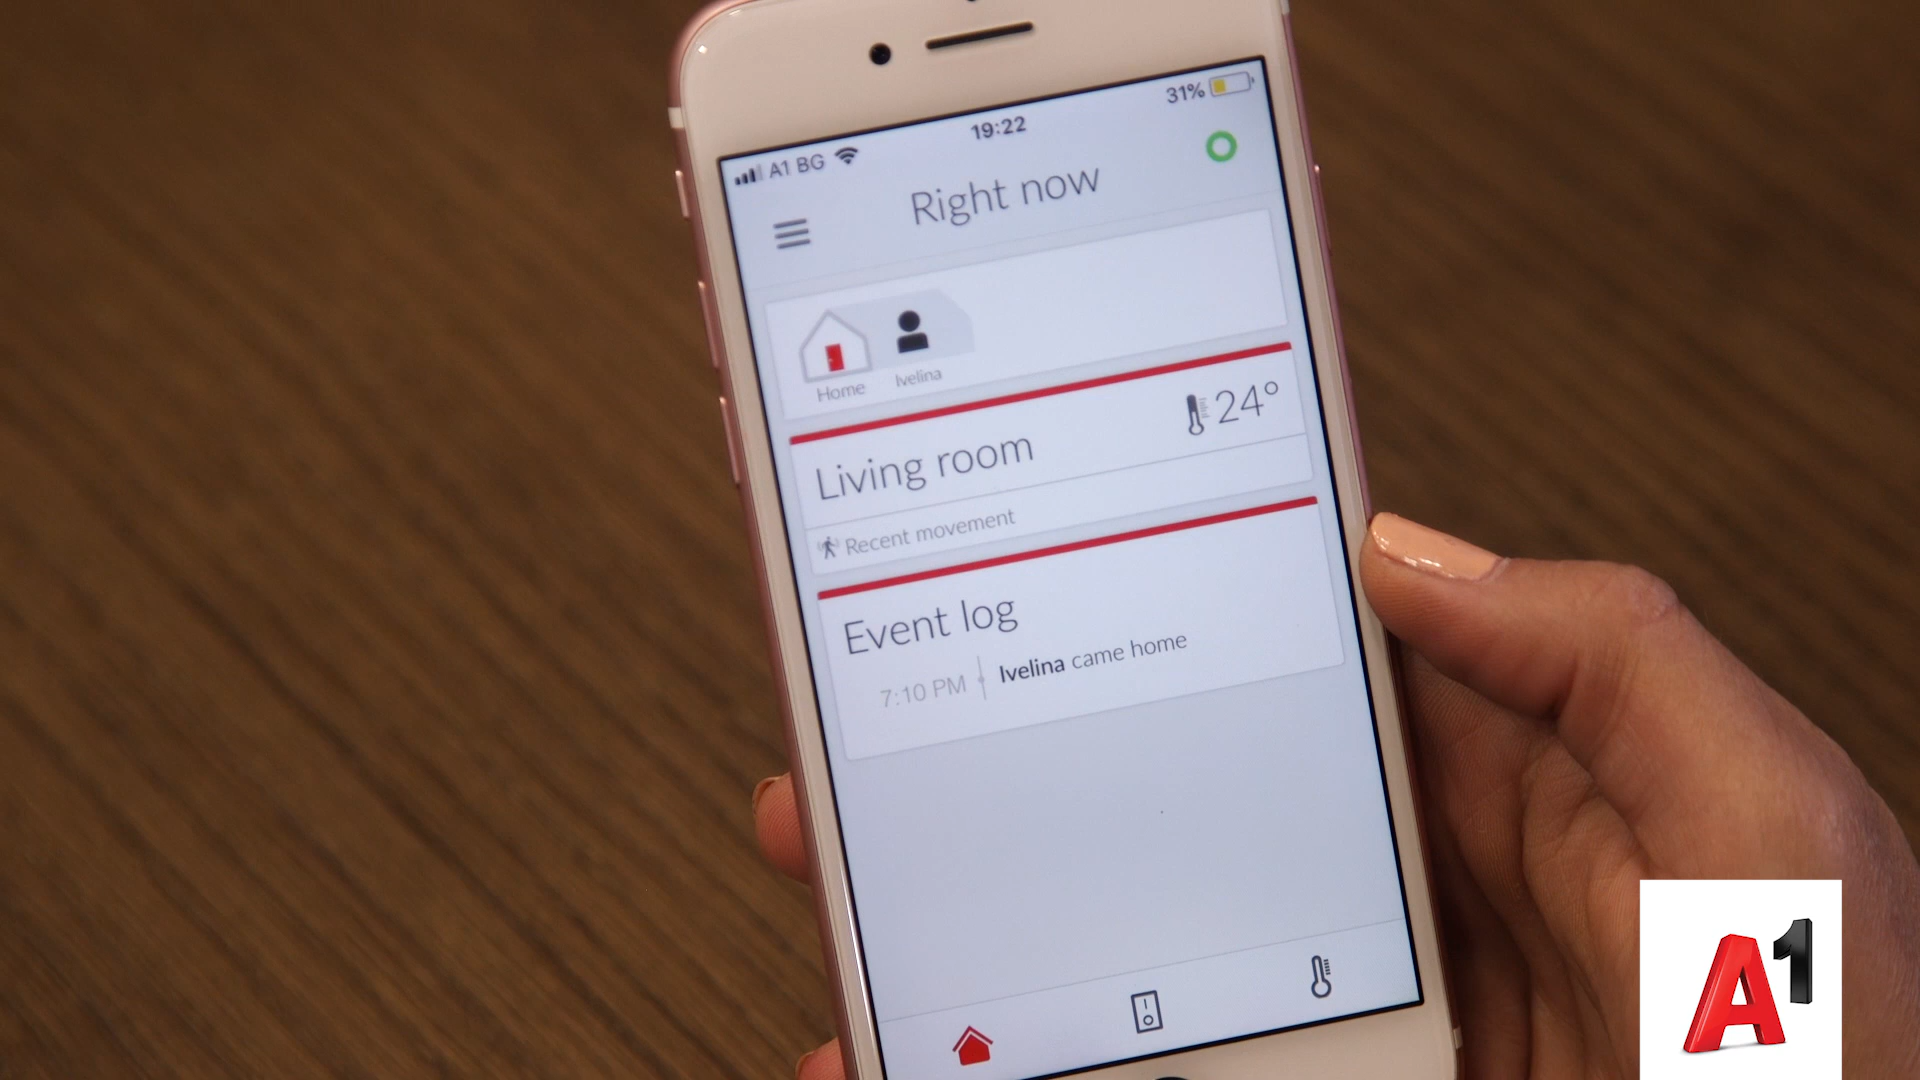 31%
19:22
A1 BG
Right now
Home
Ivelina
24°
Living room
Recent movement
Event log
7:10 PM
Ivelina came home
A1